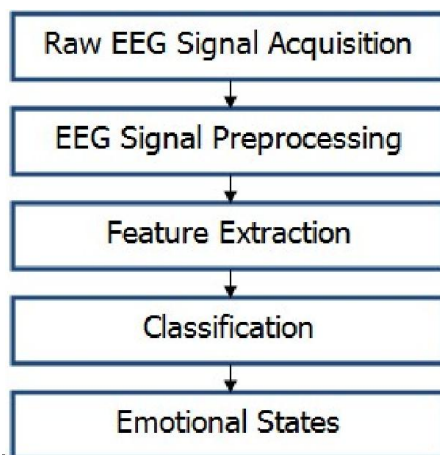 Raw EEG Signal Acquisition
EEG Signal Preprocessing
Feature Extraction
Classification
Emotional States